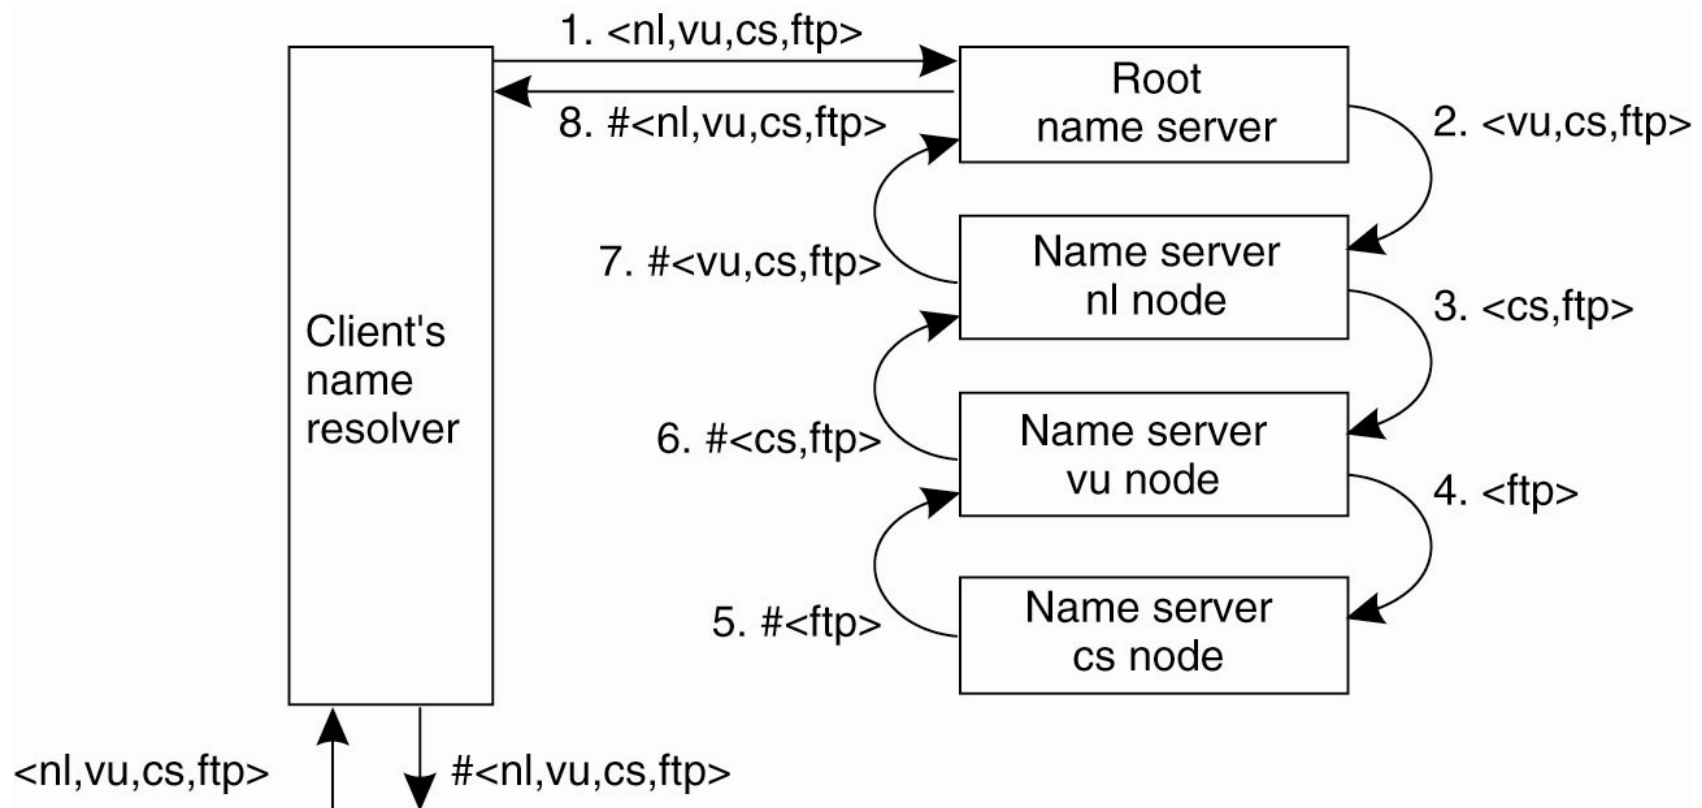 1. <nl,vu,cs,ftp>
Root
name server
8. #<nl,vu,cs,ftp>
2. <vu,cs,ftp>
Name server
nl node
7. #<vu,cs,ftp>
3. <cs,ftp>
Client's
name
resolver
Name server
vu node
6. #<cs,ftp>
4. <ftp>
Name server
cs node
5. #<ftp>
<nl,vu,cs,ftp>
#<nl,vu,cs,ftp>